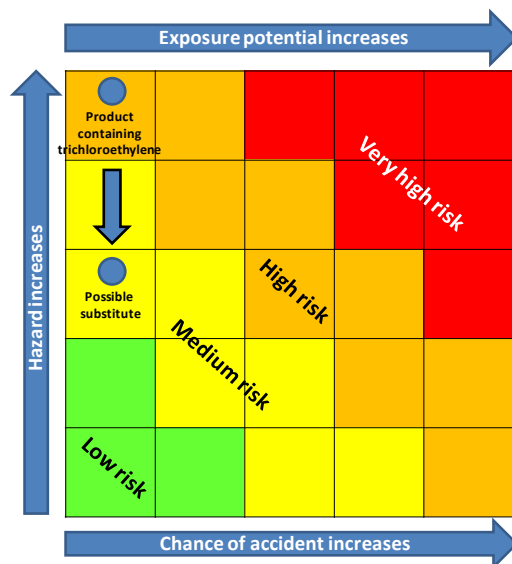 Exposure potential increases
Hazard increases
Product
containing
trichloroethylene
Very high risk
High risk
Possible
substitute
Medium risk
Low risk
Chance of accident increases